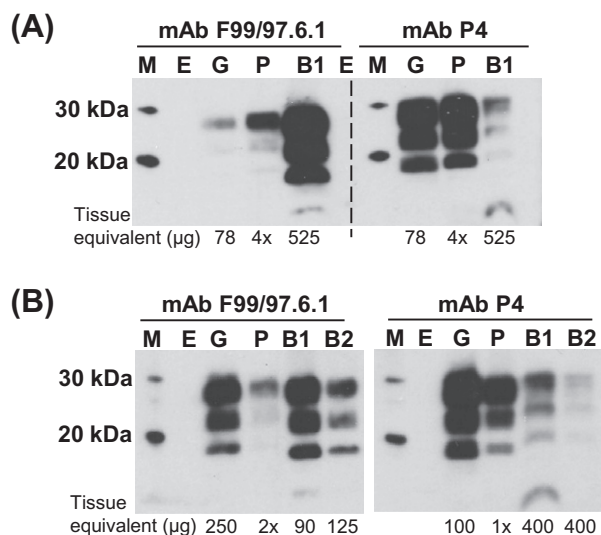 (A)
mAb F99/97.6.1 mAb P4
M E G P B1 E M G P B1
30 kDa
20 kDa
Tissue
equivalent (µg) 78 4x 525 78 4x 525
(B)
mAb F99/97.6.1 mAb P4
M E G P B1 B2 M E G P B1 B2
30 kDa
20 kDa
Tissue
equivalent (µg) 250 2x 90 125 100 1x 400 400